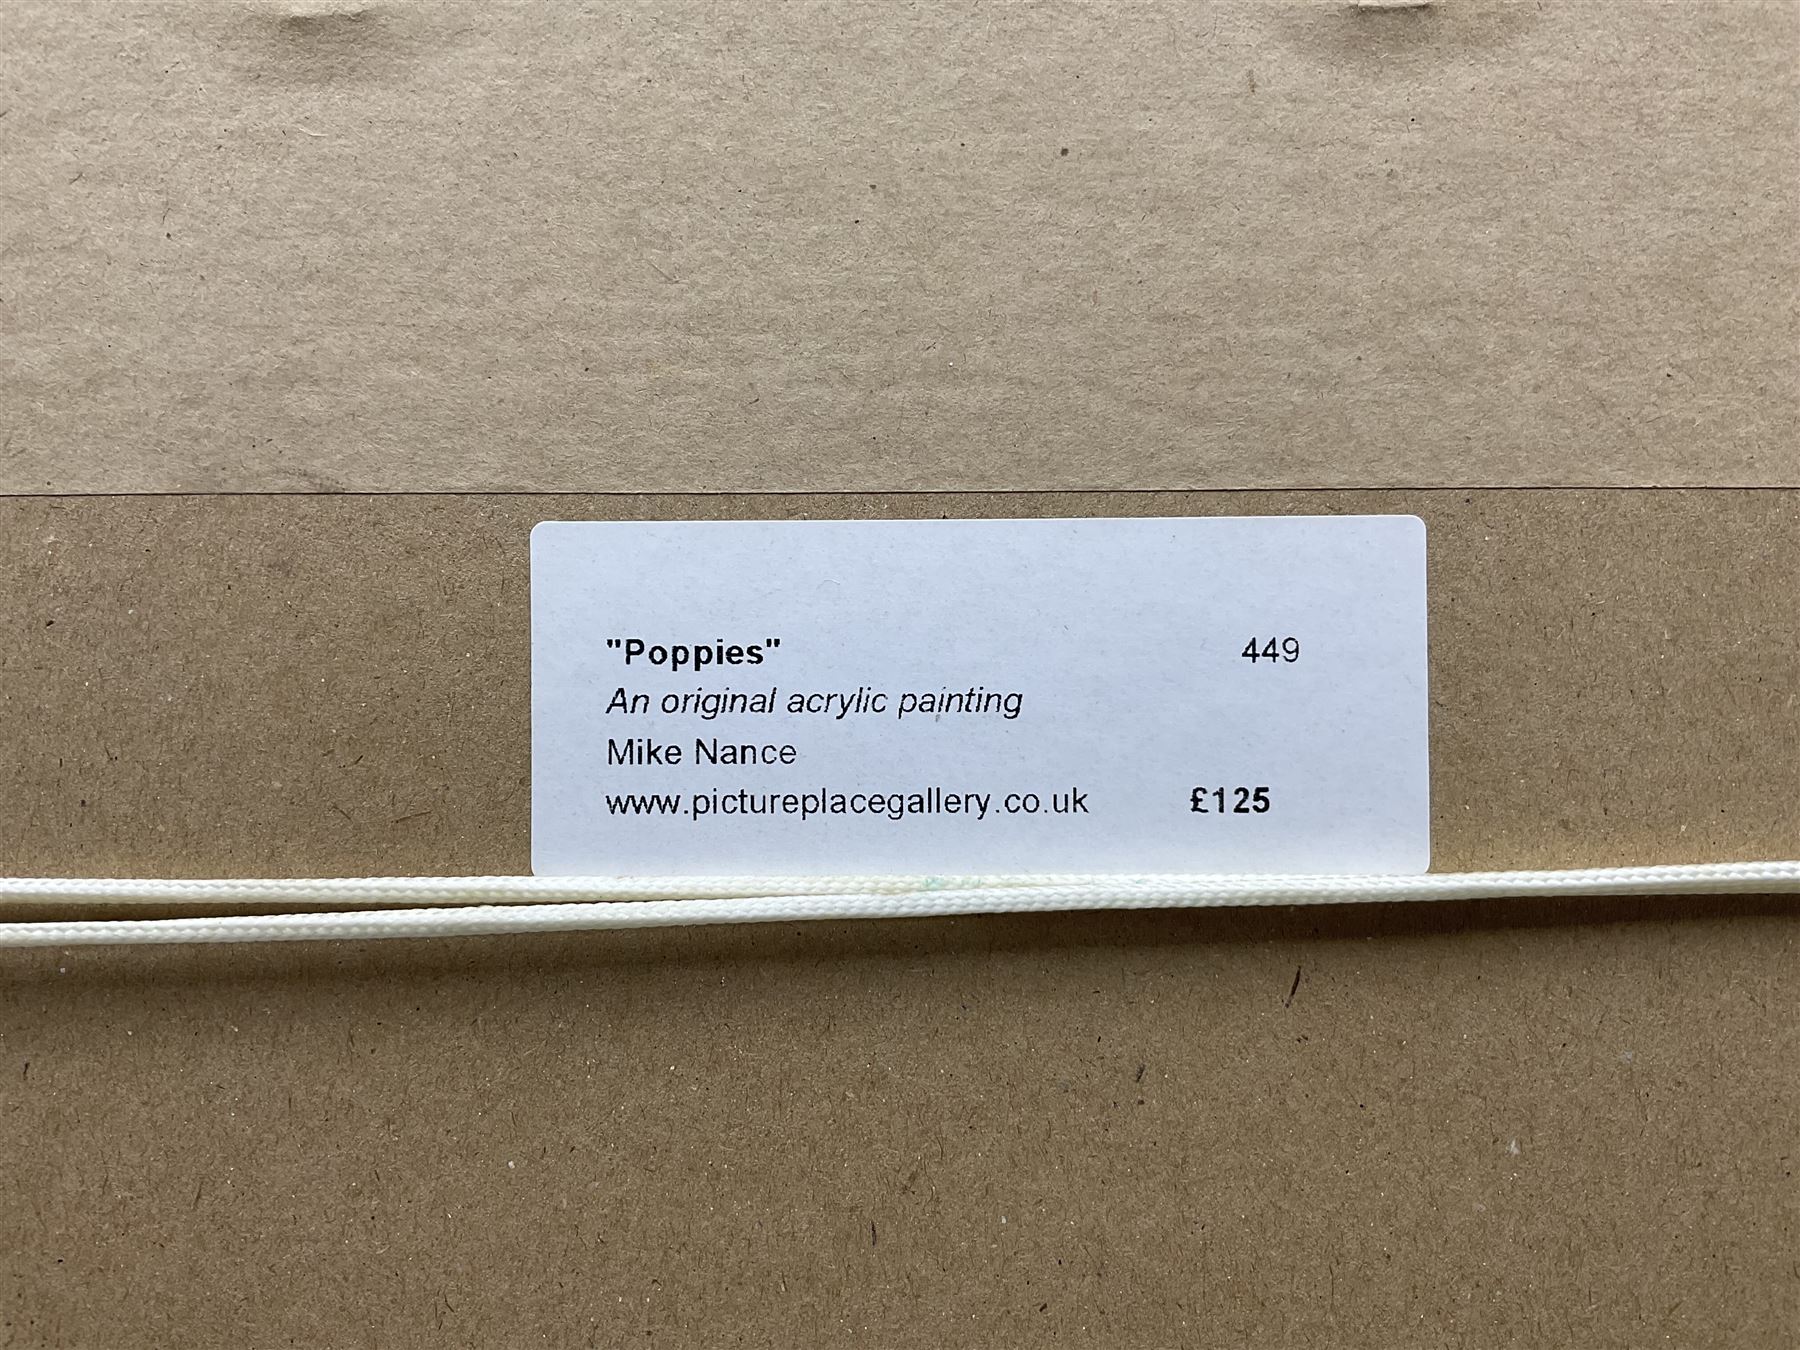 "Poppies" 449
An original acrylic painting
Mike Nance
www.pictureplacegallery.co.uk £125